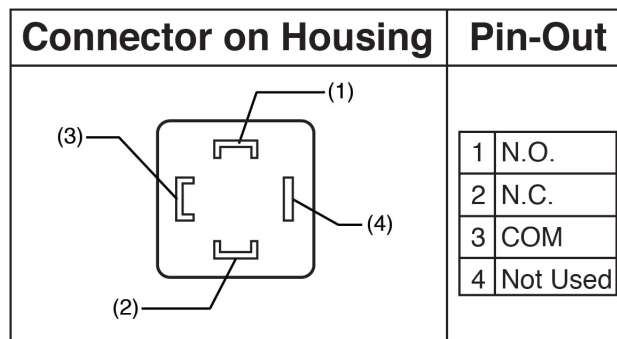 Connector on Housing Pin-Out
(1)
(3)
(4)
(2)
1 N.O.
2 N.C.
3 COM
4 Not Used